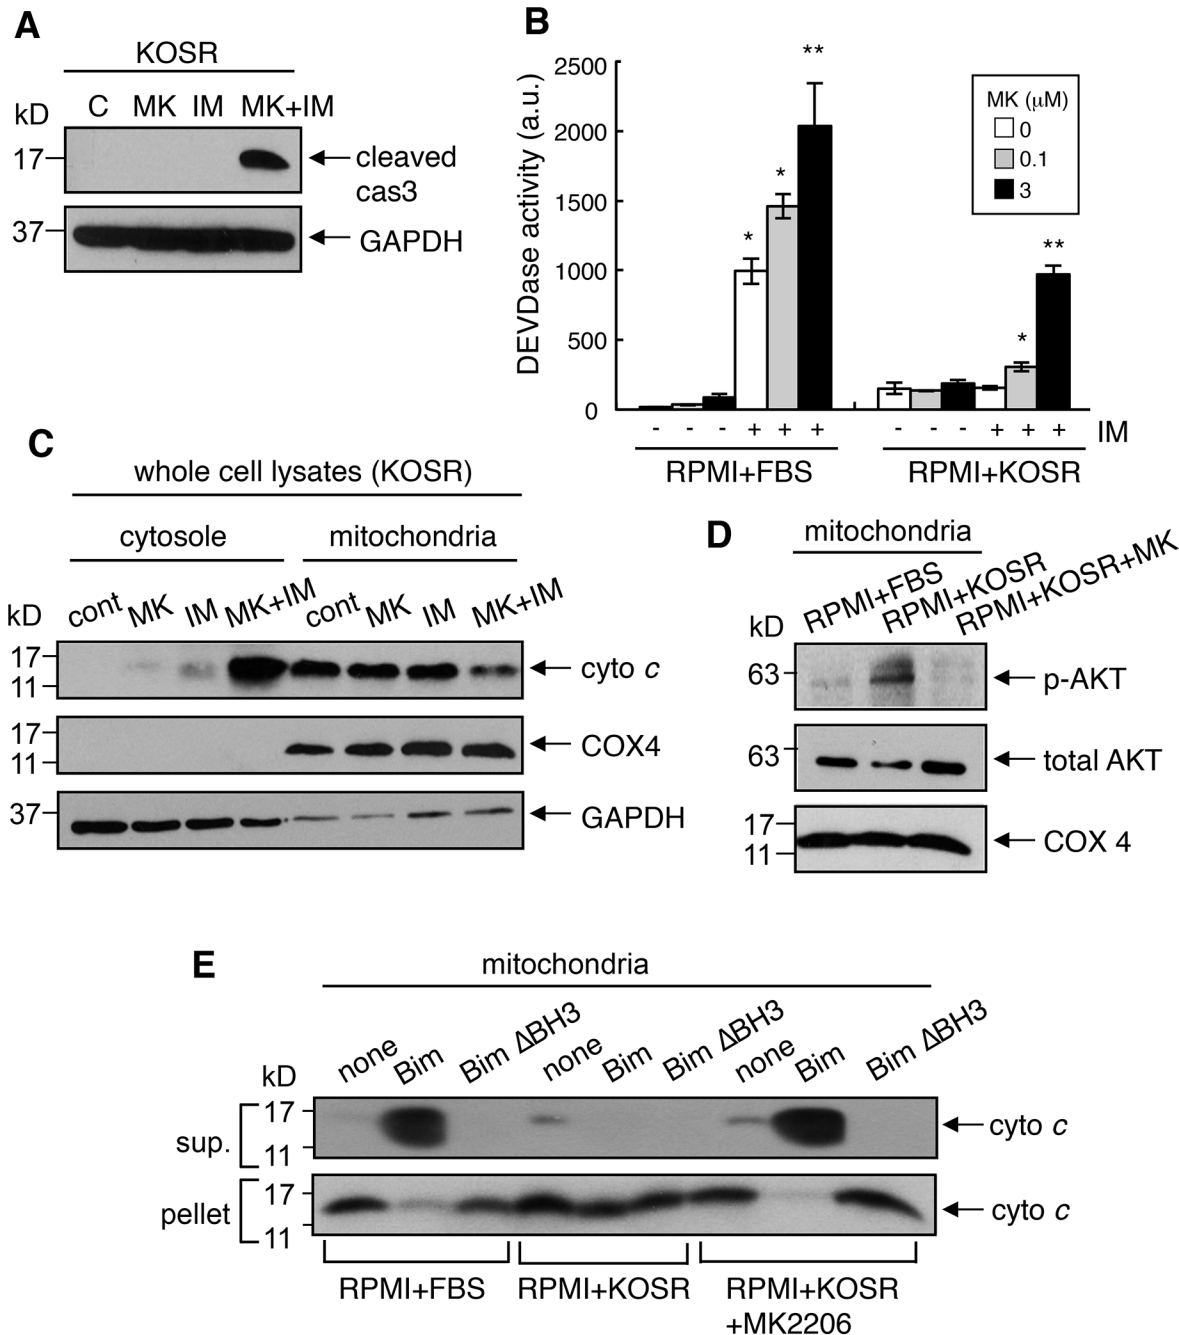 A
KOSR
kD C MK IM MK+IM
17 cleaved
cas3
37 GAPDH
B
DEVDase activity (a.u.)
2500
2000
1500
1000
500
0
* * ** * **
MK (µM)
0
0.1
3
- - - + + + - - - + + + IM
RPMI+FBS RPMI+KOSR
C
whole cell lysates (KOSR)
cytosole mitochondria
kD cont MK IM MK+IM cont MK IM MK+IM
17
11 cyto c
17
11 COX4
37 GAPDH
D
mitochondria
kD RPMI+FBS RPMI+KOSR RPMI+KOSR+MK
63 p-AKT
63 total AKT
17
11 COX 4
E
mitochondria
kD none Bim Bim ΔBH3 none Bim Bim ΔBH3 none Bim Bim ΔBH3
sup. 17
11 cyto c
pellet 17
11 cyto c
RPMI+FBS RPMI+KOSR RPMI+KOSR
+MK2206